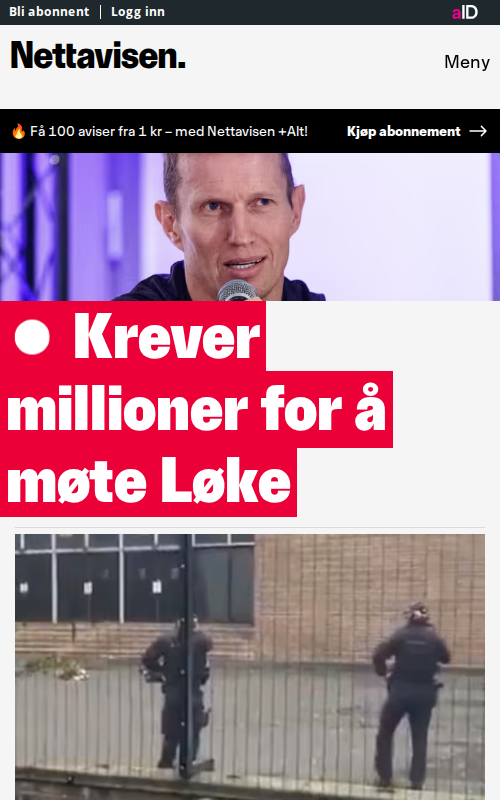 Bli abonnent | Logg inn
aID
Nettavisen.
Meny
🔥 Få 100 aviser fra 1 kr – med Nettavisen +Alt!
Kjøp abonnement →
Krever
millioner for å
møte Løke